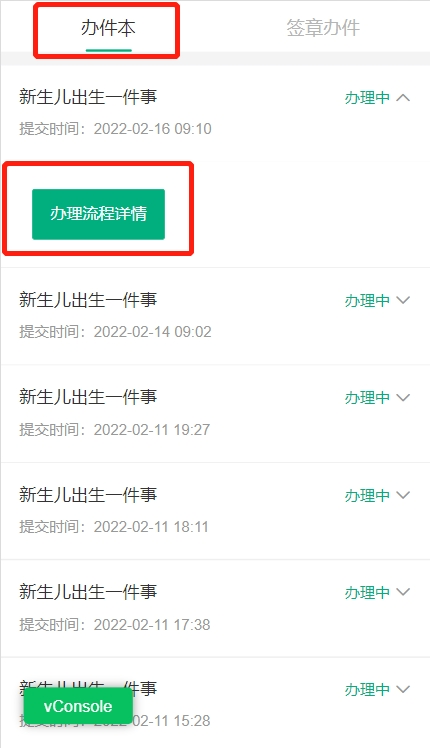 办件本
签章办件
新生儿出生一件事
办理中
提交时间：2022-02-16 09:10
办理流程详情
新生儿出生一件事
办理中
提交时间：2022-02-14 09:02
新生儿出生一件事
办理中
提交时间：2022-02-11 19:27
新生儿出生一件事
办理中
提交时间：2022-02-11 18:11
新生儿出生一件事
办理中
提交时间：2022-02-11 17:38
新生儿出生一件事
办理中
vConsole
-02-11 15:28